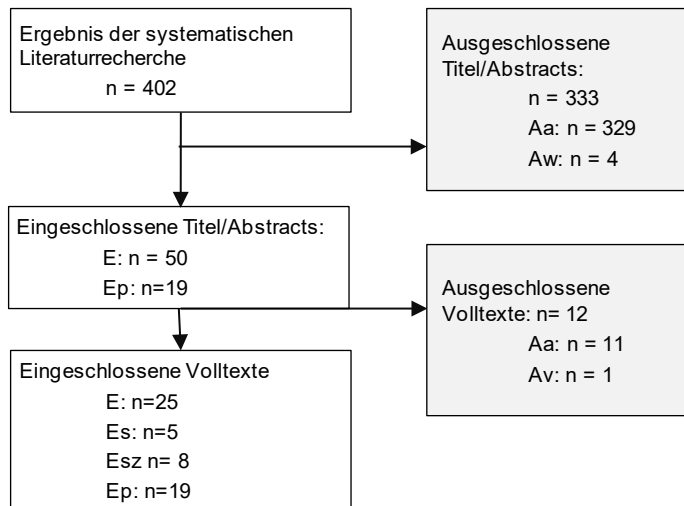 Ergebnis der systematischen
Literaturrecherche
n = 402
Ausgeschlossene
Titel/Abstracts:
n = 333
Aa: n = 329
Aw: n = 4
Eingeschlossene Titel/Abstracts:
E: n = 50
Ep: n=19
Ausgeschlossene
Volltexte: n= 12
Aa: n = 11
Av: n = 1
Eingeschlossene Volltexte
E: n=25
Es: n=5
Esz n= 8
Ep: n=19